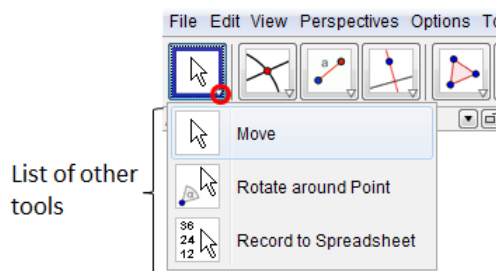 File Edit View Perspectives Options To
a
Move
List of other
tools
Rotate around Point
36
24
12
Record to Spreadsheet